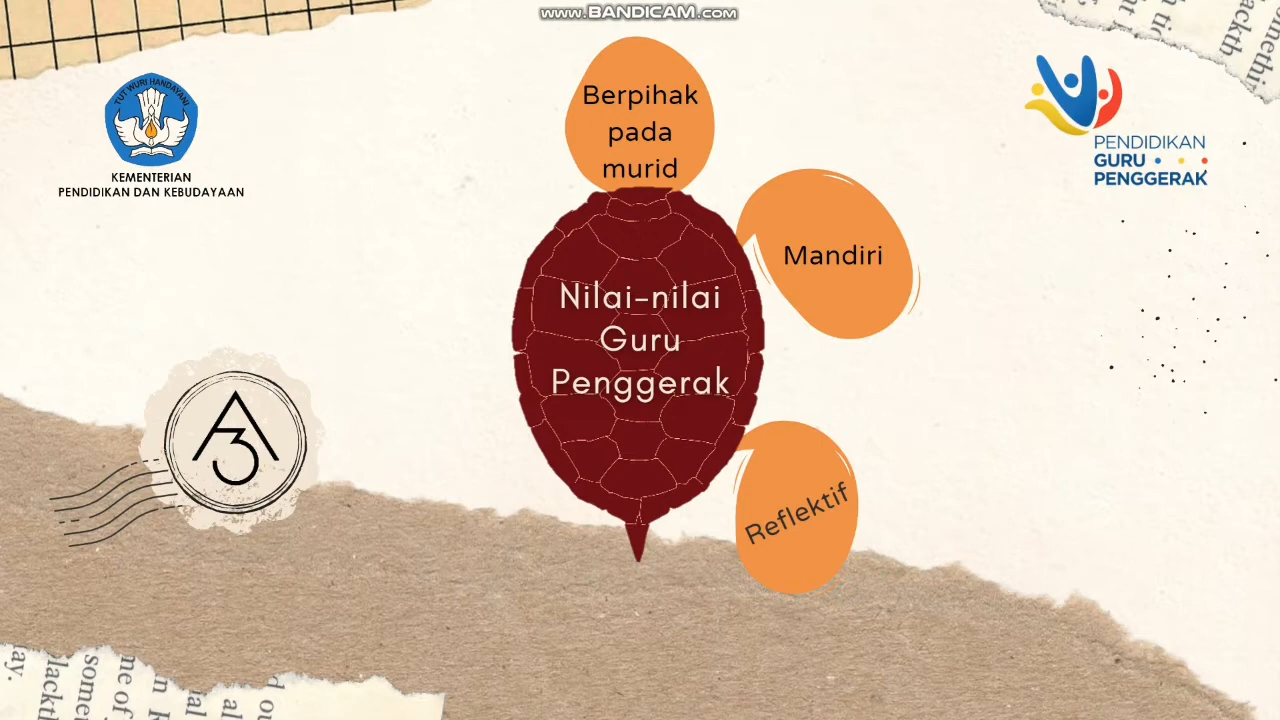 www.BANDICAM.com
Berpihak
pada
murid
TUT WURI HANDAYANI
KEMENTERIAN
PENDIDIKAN DAN KEBUDAYAAN
PENDIDIKAN
GURU
PENGGERAK
Mandiri
Nilai-nilai
Guru
Penggerak
A3
Reflektif